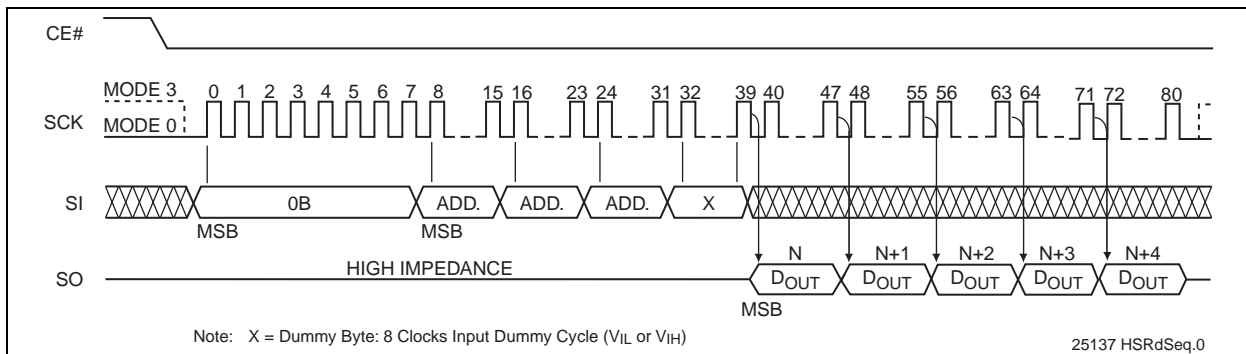 CE#
MODE 3
0 1 2 3 4 5 6 7 8 15 16 23 24 31 32 39 40 47 48 55 56 63 64 71 72 80
SCK
MODE 0
SI
0B ADD. ADD. ADD. X
MSB MSB
N N+1 N+2 N+3 N+4
HIGH IMPEDANCE
SO
DOUT DOUT DOUT DOUT DOUT
MSB
Note: X = Dummy Byte: 8 Clocks Input Dummy Cycle (VIL or VIH)
25137 HSRdSeq.0